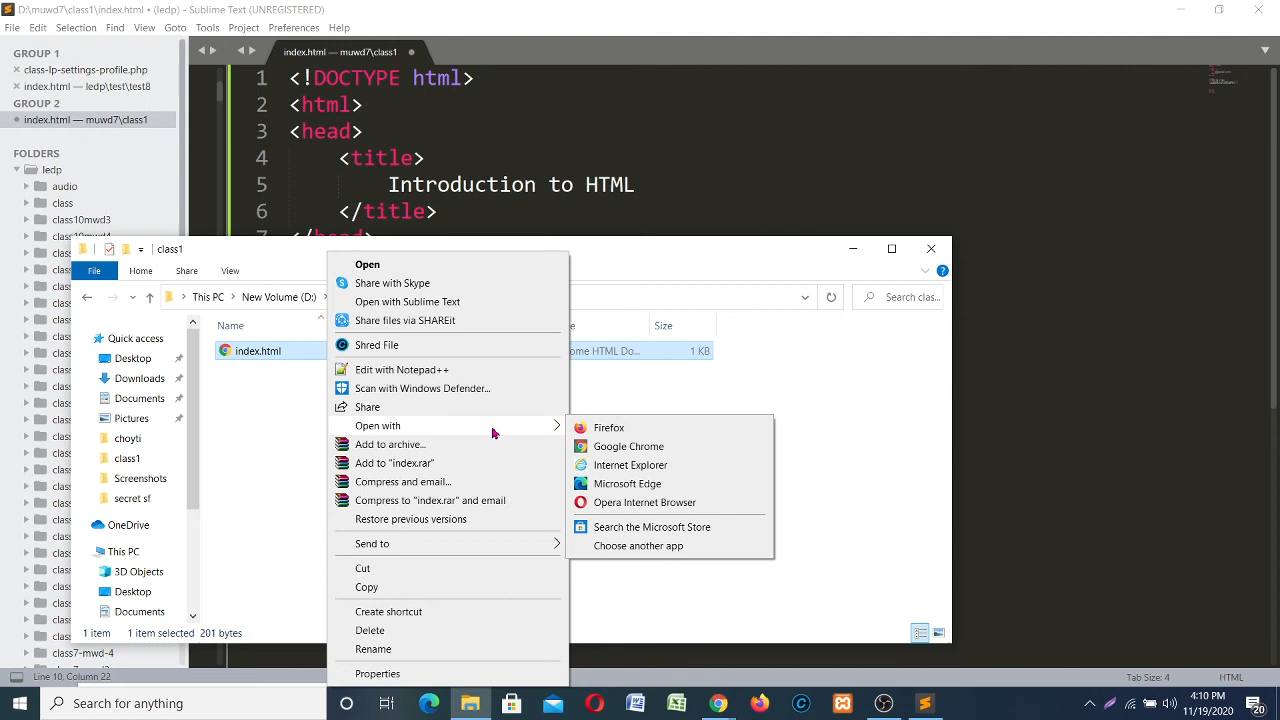 D:\muwd7\class1\index.html • (ledp) - Sublime Text (UNREGISTERED)
File Edit Selection Find View Goto Tools Project Preferences Help
GROUP 1
class-lp-settings-profile.php
index.html — ledp\test\test8
GROUP 2
index.html — muwd7\class1
FOLDERS
ledp
audio
class
class10mwd3
class7-mwd-4
index.html — muwd7\class1
1 <!DOCTYPE html>
2 <html>
3 <head>
4 <title>
5 Introduction to HTML
6 </title>
7 </head>
class1
File Home Share View
This PC New Volume (D:)
Search clas...
Name Size
index.html ome HTML Do... 1 KB
Quick access
Desktop
Downloads
Documents
Pictures
choyti
class1
Screenshots
secret sf
OneDrive
This PC
3D Objects
Desktop
Documents
1 item 1 item selected 201 bytes
Open
Share with Skype
Open with Sublime Text
Share files via SHAREit
Shred File
Edit with Notepad++
Scan with Windows Defender...
Share
Open with
Add to archive...
Add to "index.rar"
Compress and email...
Compress to "index.rar" and email
Restore previous versions
Send to
Cut
Copy
Create shortcut
Delete
Rename
Properties
Firefox
Google Chrome
Internet Explorer
Microsoft Edge
Opera Internet Browser
Search the Microsoft Store
Choose another app
Line 10, Column 22 Tab Size: 4 HTML
Search for anything
4:10 PM
11/19/2020
20